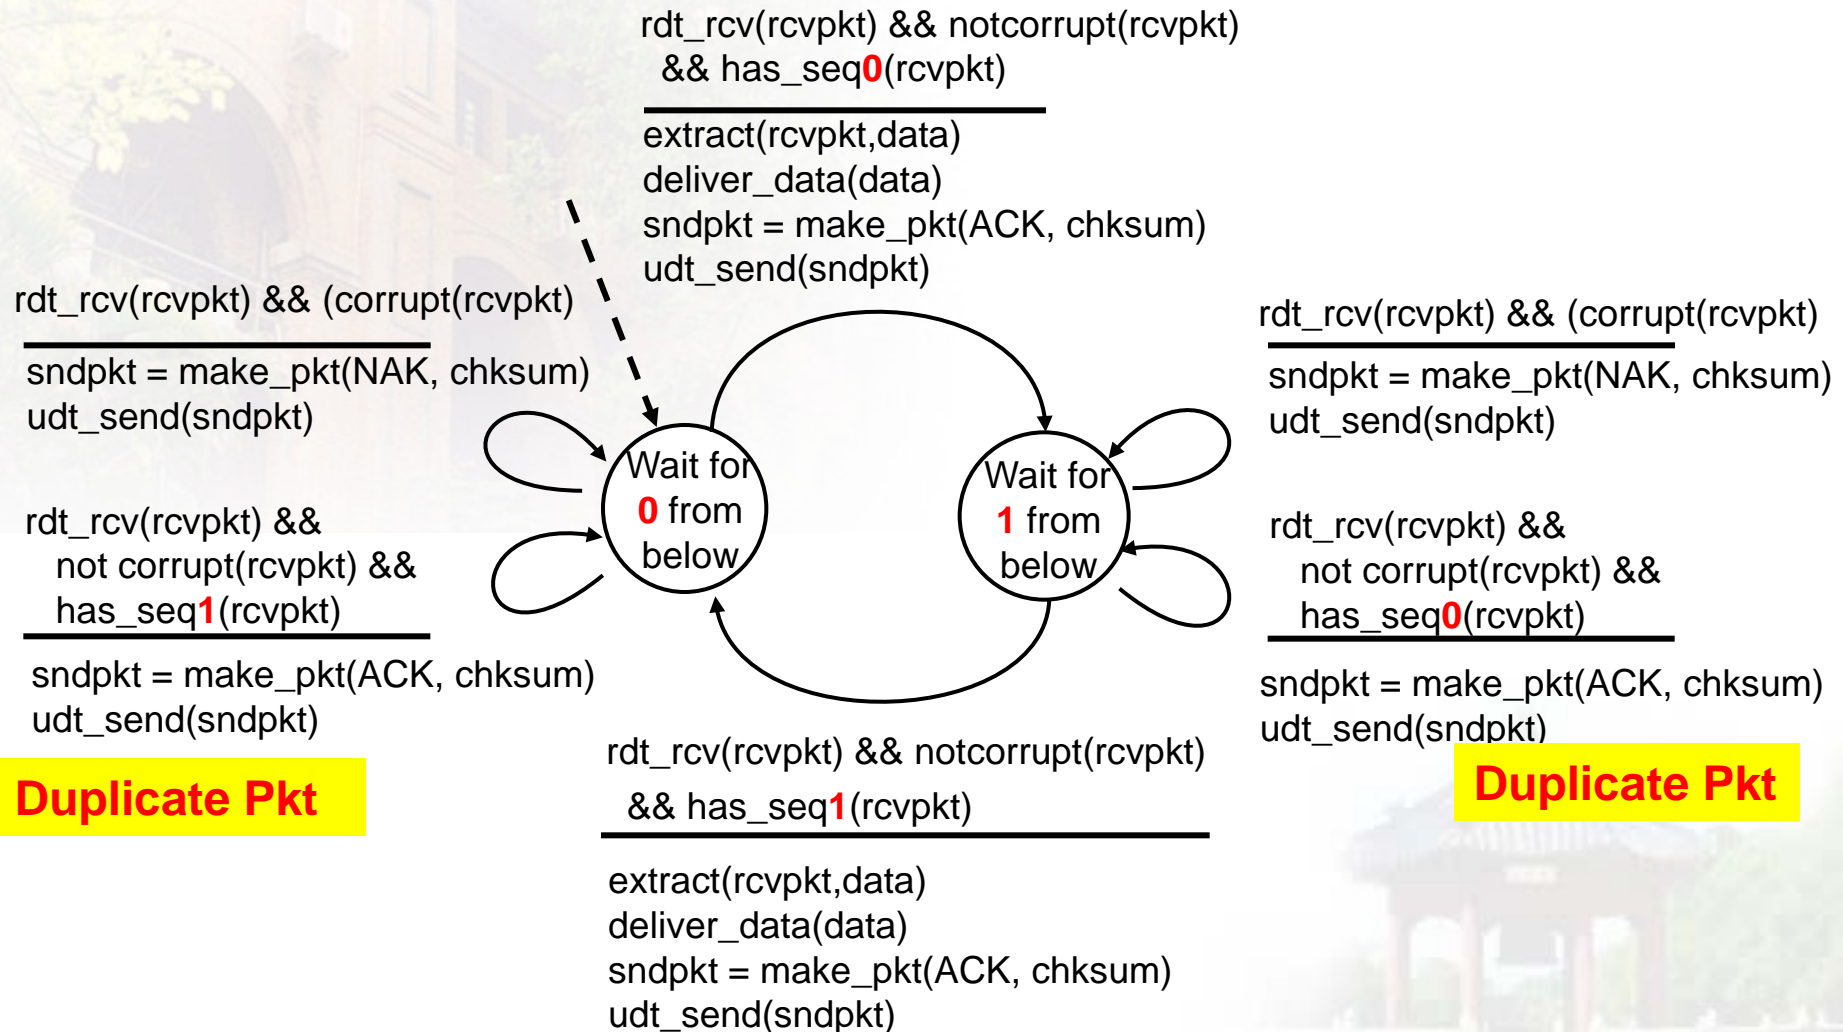 rdt_rcv(rcvpkt) && notcorrupt(rcvpkt)
&& has_seq0(rcvpkt)
extract(rcvpkt,data)
deliver_data(data)
sndpkt = make_pkt(ACK, chksum)
udt_send(sndpkt)
rdt_rcv(rcvpkt) && (corrupt(rcvpkt)
sndpkt = make_pkt(NAK, chksum)
udt_send(sndpkt)
rdt_rcv(rcvpkt) &&
not corrupt(rcvpkt) &&
has_seq1(rcvpkt)
sndpkt = make_pkt(ACK, chksum)
udt_send(sndpkt)
Duplicate Pkt
Wait for
0 from
below
Wait for
1 from
below
rdt_rcv(rcvpkt) && (corrupt(rcvpkt)
sndpkt = make_pkt(NAK, chksum)
udt_send(sndpkt)
rdt_rcv(rcvpkt) &&
not corrupt(rcvpkt) &&
has_seq0(rcvpkt)
sndpkt = make_pkt(ACK, chksum)
udt_send(sndpkt)
Duplicate Pkt
rdt_rcv(rcvpkt) && notcorrupt(rcvpkt)
&& has_seq1(rcvpkt)
extract(rcvpkt,data)
deliver_data(data)
sndpkt = make_pkt(ACK, chksum)
udt_send(sndpkt)